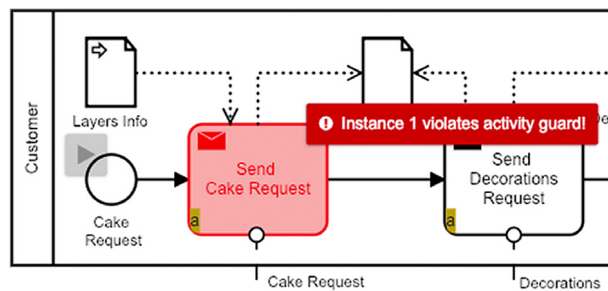 Customer
Layers Info
Instance 1 violates activity guard!
De
Send
Cake Request
Send
Decorations
Request
a
a
Cake
Request
Cake Request
Decorations